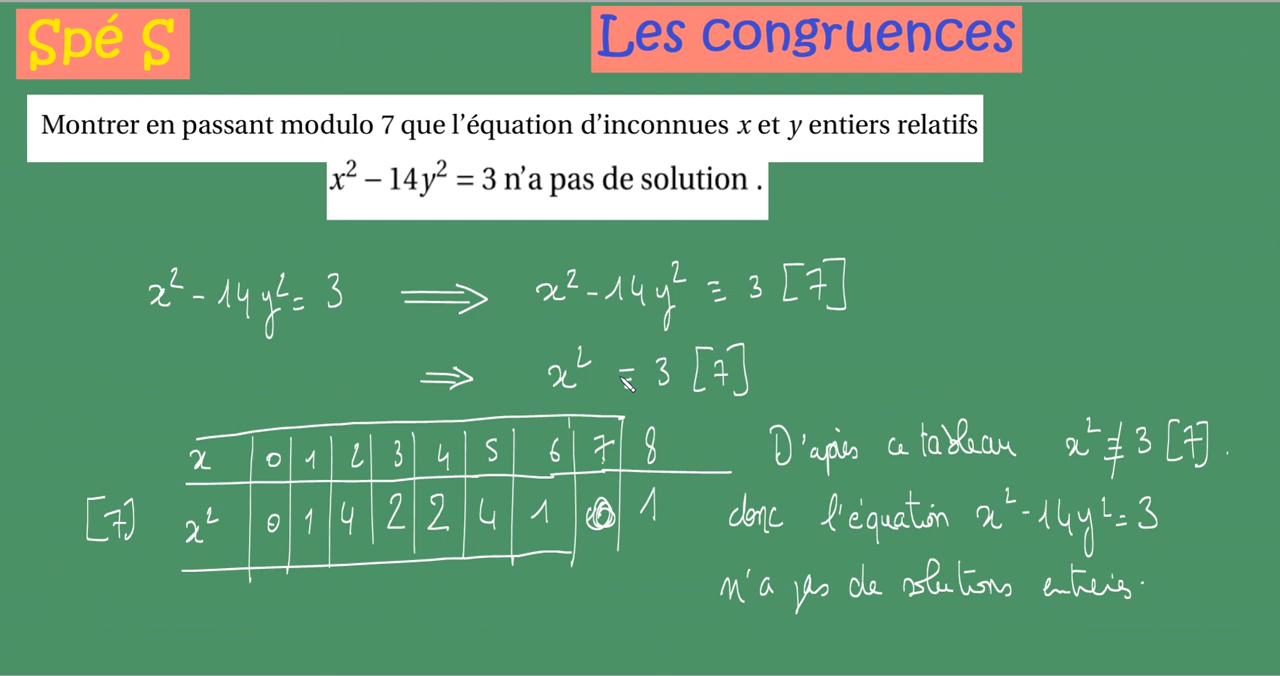 Spé S
Les congruences
Montrer en passant modulo 7 que l'équation d'inconnues x et y entiers relatifs
x² − 14y² = 3 n'a pas de solution .
x² - 14y² = 3 ⟹ x² - 14y² ≡ 3 [7]
⟹ x² ≡ 3 [7]
x 0 1 2 3 4 5 6 7 8
[7] x² 0 1 4 2 2 4 1 0 1
D'après ce tableau x² ≢ 3 [7].
donc l'équation x² - 14y² = 3
n'a pas de solutions entières.